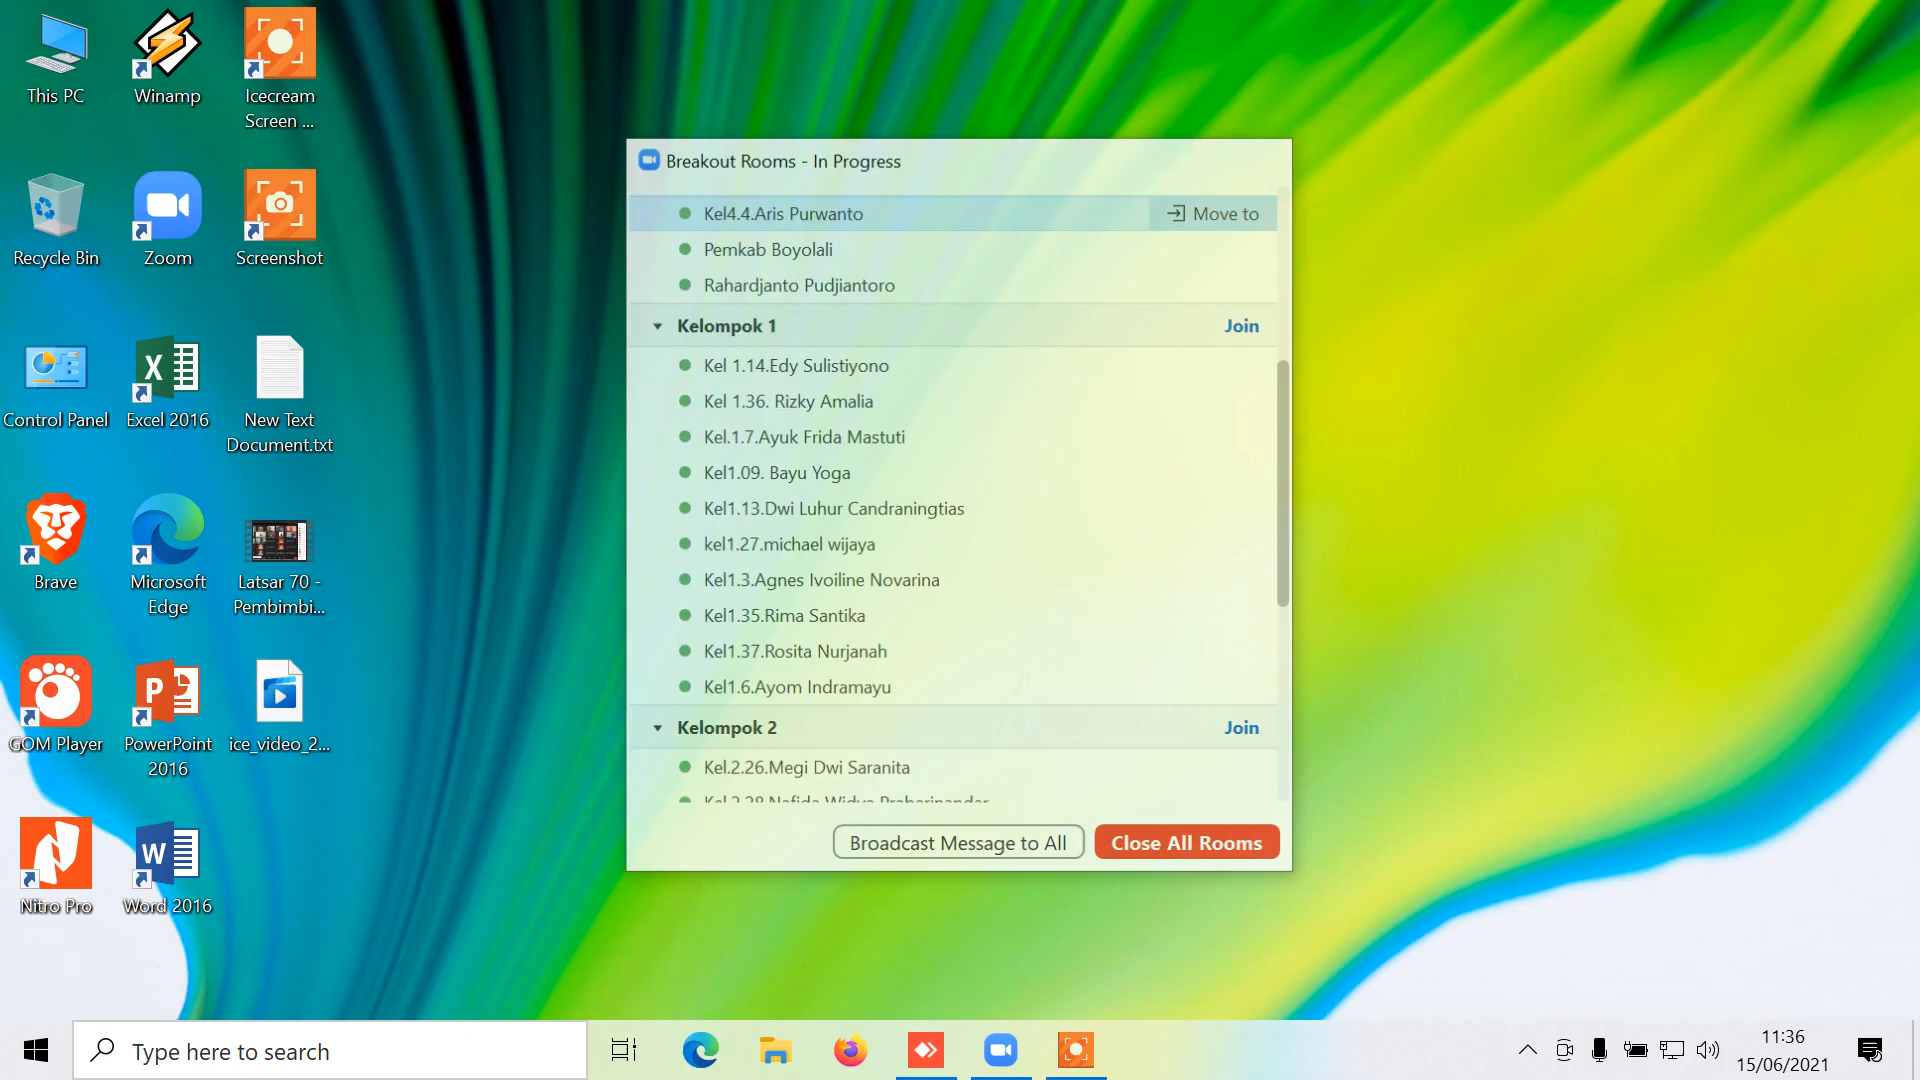 This PC
Winamp
Icecream
Screen ...
Recycle Bin
Zoom
Screenshot
Control Panel
Excel 2016
New Text
Document.txt
Brave
Microsoft
Edge
Latsar 70 -
Pembimbi...
GOM Player
PowerPoint
2016
ice_video_2...
Nitro Pro
Word 2016
Breakout Rooms - In Progress
Kel4.4.Aris Purwanto
Move to
Pemkab Boyolali
Rahardjanto Pudjiantoro
Kelompok 1
Join
Kel 1.14.Edy Sulistiyono
Kel 1.36. Rizky Amalia
Kel.1.7.Ayuk Frida Mastuti
Kel1.09. Bayu Yoga
Kel1.13.Dwi Luhur Candraningtias
kel1.27.michael wijaya
Kel1.3.Agnes Ivoiline Novarina
Kel1.35.Rima Santika
Kel1.37.Rosita Nurjanah
Kel1.6.Ayom Indramayu
Kelompok 2
Join
Kel.2.26.Megi Dwi Saranita
Broadcast Message to All
Close All Rooms
Type here to search
11:36
15/06/2021